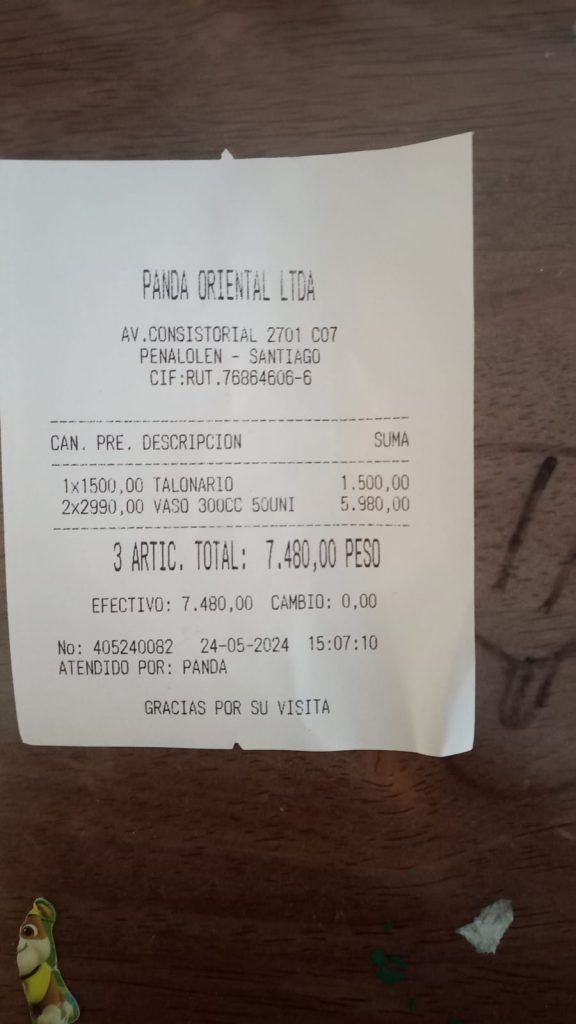 PANDA ORIENTAL LTDA
AV.CONSISTORIAL 2701 C07
PENALOLEN - SANTIAGO
CIF:RUT.76864606-6
CAN. PRE. DESCRIPCION SUMA
1x1500,00 TALONARIO 1.500,00
2x2990,00 VASO 300CC 50UNI 5.980,00
3 ARTIC. TOTAL: 7.480,00 PESO
EFECTIVO: 7.480,00 CAMBIO: 0,00
No: 405240082 24-05-2024 15:07:10
ATENDIDO POR: PANDA
GRACIAS POR SU VISITA